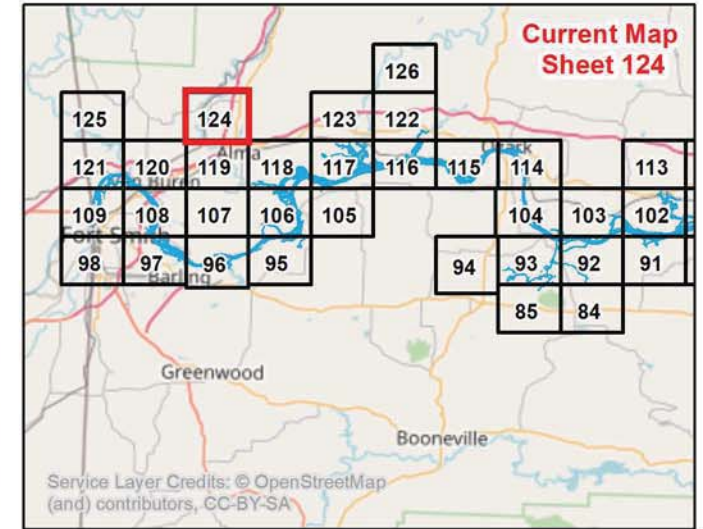 Current Map
Sheet 124
126
125 124 123 122
Alma Ozark
121 120 119 118 117 116 115 114 113
109 108 107 106 105 104 103 102
Fort Smith
98 97 96 95 94 93 92 91
Barling
85 84
Greenwood
Booneville
Service Layer Credits: © OpenStreetMap
(and) contributors, CC-BY-SA